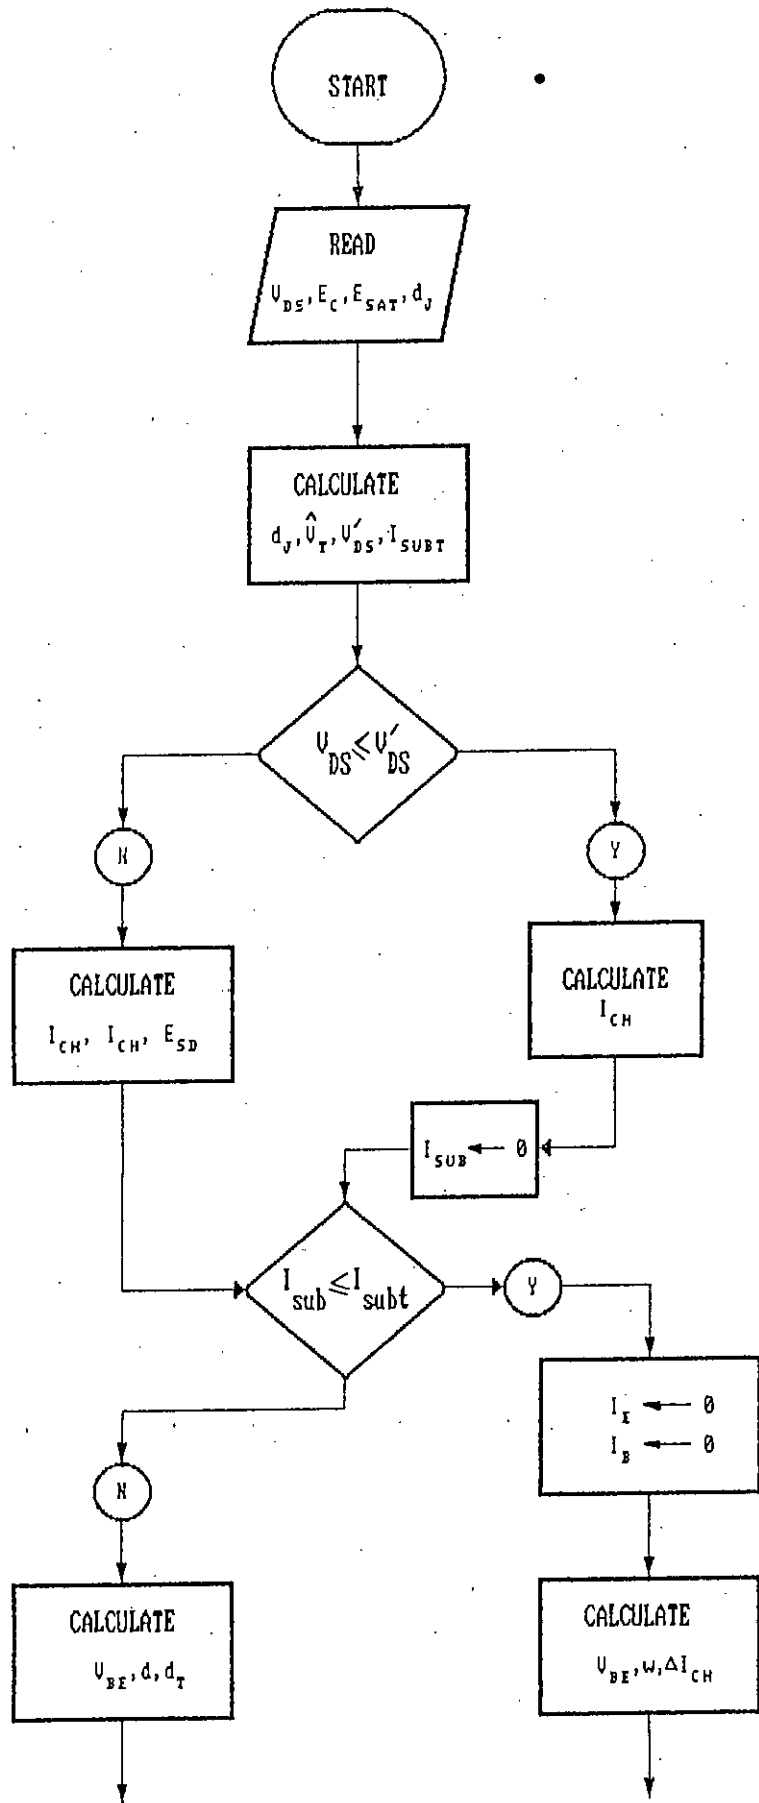 START
READ
V_DS, E_C, E_SAT, d_J
CALCULATE
d_J, V̂_T, V′_DS, I_SUBT
V_DS ⩽ V′_DS
N
Y
CALCULATE
I_CH, I_CH, E_SD
CALCULATE
I_CH
I_SUB ← 0
I_sub ⩽ I_subt
Y
I_E ← 0
I_B ← 0
N
CALCULATE
V_BE, d, d_T
CALCULATE
V_BE, w, ΔI_CH